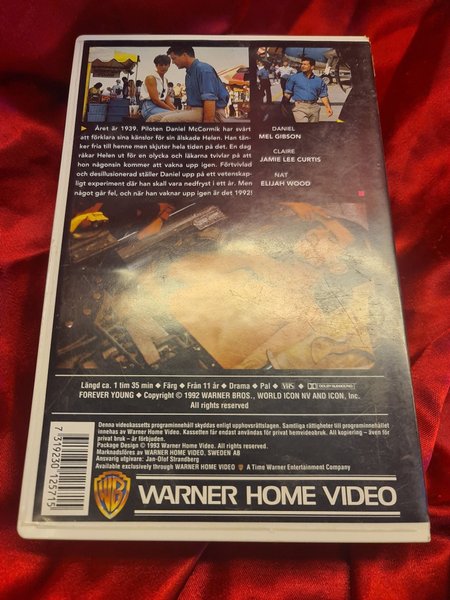 Året är 1939. Piloten Daniel McCormik har svårt
att förklara sina känslor för sin älskade Helen. Han tän-
ker fria till henne men skjuter hela tiden på det. En dag
råkar Helen ut för en olycka och läkarna tvivlar på att
hon någonsin kommer att vakna upp igen. Förtvivlad
och desillusionerad ställer Daniel upp på ett vetenskap-
ligt experiment där han skall vara nedfryst i ett år. Men
något går fel, och när han vaknar upp igen är det 1992!
DANIEL
MEL GIBSON
CLAIRE
JAMIE LEE CURTIS
NAT
ELIJAH WOOD
Längd ca. 1 tim 35 min ◆ Färg ◆ Från 11 år ◆ Drama ◆ Pal ◆ VHS ◆ DOLBY SURROUND
FOREVER YOUNG ◆ Copyright © 1992 WARNER BROS., WORLD ICON NV AND ICON, Inc.
All rights reserved
Denna videokassetts programinnehåll skyddas enligt upphovsrättslagen. Samtliga rättigheter till programinnehållet
innehas av Warner Home Video. Kassetten får endast användas för privat hemvideobruk. All kopiering – även för
privat bruk – är förbjuden.
Package Design © 1993 Warner Home Video. All rights reserved.
Marknadsföres av WARNER HOME VIDEO, SWEDEN AB
Ansvarig utgivare: Jan-Olof Strandberg
Available exclusively through WARNER HOME VIDEO WB A Time Warner Entertainment Company
7 319230 125715
WB WARNER HOME VIDEO